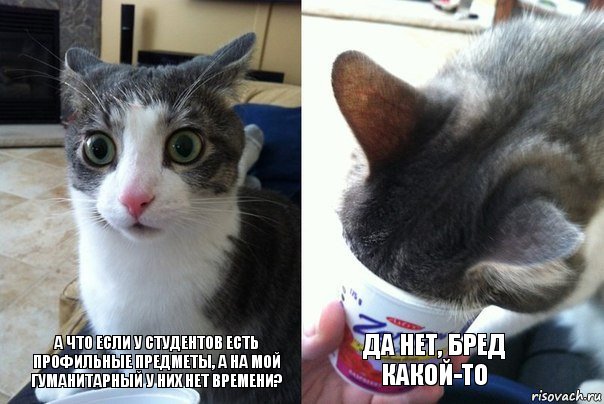 А ЧТО ЕСЛИ У СТУДЕНТОВ ЕСТЬ
ПРОФИЛЬНЫЕ ПРЕДМЕТЫ, А НА МОЙ
ГУМАНИТАРНЫЙ У НИХ НЕТ ВРЕМЕНИ?
ДА НЕТ, БРЕД
КАКОЙ-ТО
risovach.ru